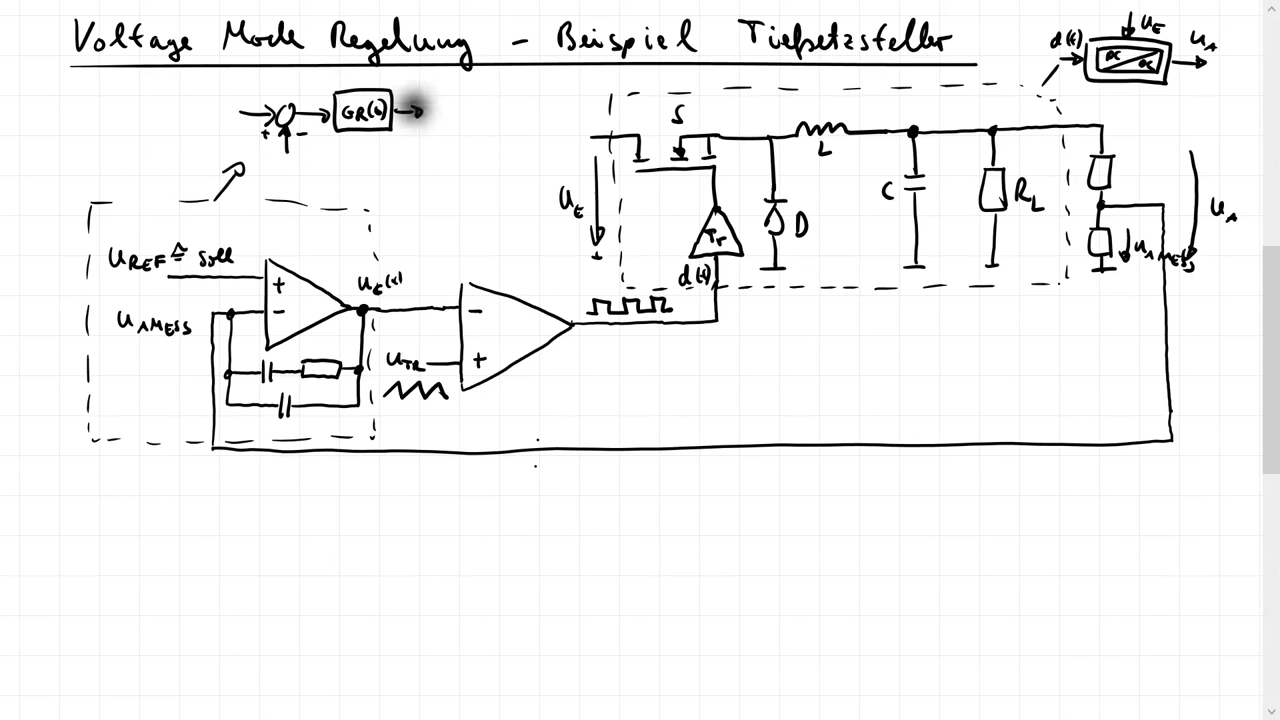 Voltage Mode Regelung - Beispiel Tiefsetzsteller
d(t) UE UA
DC DC
+ - GR(s)
S
L
C RL
UE
Tr D
UA
UAMESS
d(t)
UREF ≙ Soll
+
UE(t)
UAMESS -
-
UTR +